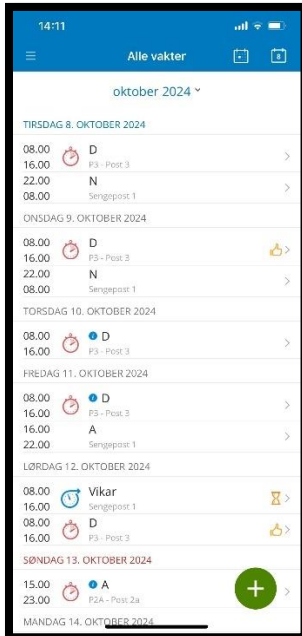 14:11
Alle vakter
8
oktober 2024
TIRSDAG 8. OKTOBER 2024
08.00 D
16.00 P3 - Post 3
22.00 N
08.00 Sengepost 1
ONSDAG 9. OKTOBER 2024
08.00 D
16.00 P3 - Post 3
22.00 N
08.00 Sengepost 1
TORSDAG 10. OKTOBER 2024
08.00 i D
16.00 P3 - Post 3
FREDAG 11. OKTOBER 2024
08.00 i D
16.00 P3 - Post 3
16.00 A
22.00 Sengepost 1
LØRDAG 12. OKTOBER 2024
08.00 Vikar
16.00 Sengepost 1
08.00 D
16.00 P3 - Post 3
SØNDAG 13. OKTOBER 2024
15.00 i A
23.00 P2A - Post 2a
MANDAG 14. OKTOBER 2024